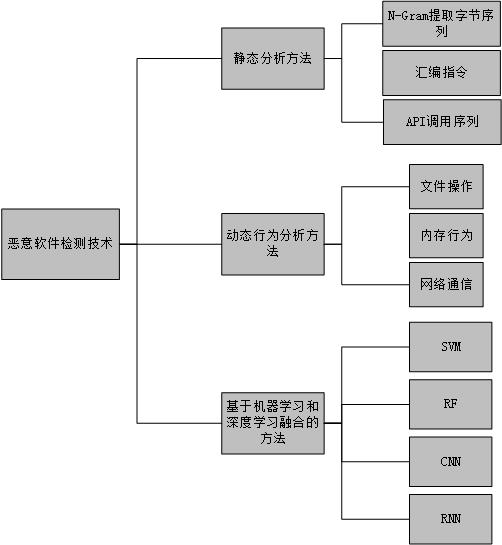 恶意软件检测技术
静态分析方法
N-Gram提取字节序
列
汇编指令
API调用序列
动态行为分析方
法
文件操作
内存行为
网络通信
基于机器学习和
深度学习融合的
方法
SVM
RF
CNN
RNN